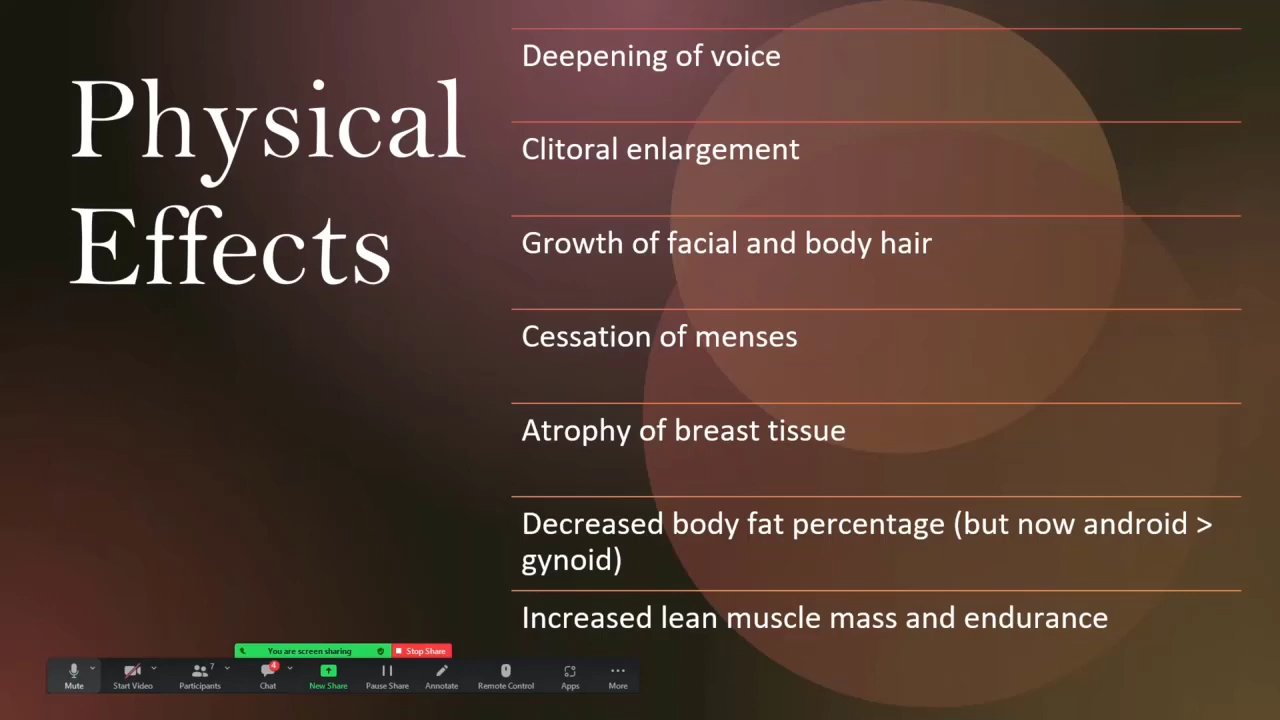 Physical
Effects
Deepening of voice
Clitoral enlargement
Growth of facial and body hair
Cessation of menses
Atrophy of breast tissue
Decreased body fat percentage (but now android >
gynoid)
Increased lean muscle mass and endurance
You are screen sharing
Stop Share
Mute
Start Video
7
Participants
4
Chat
New Share
Pause Share
Annotate
Remote Control
Apps
More